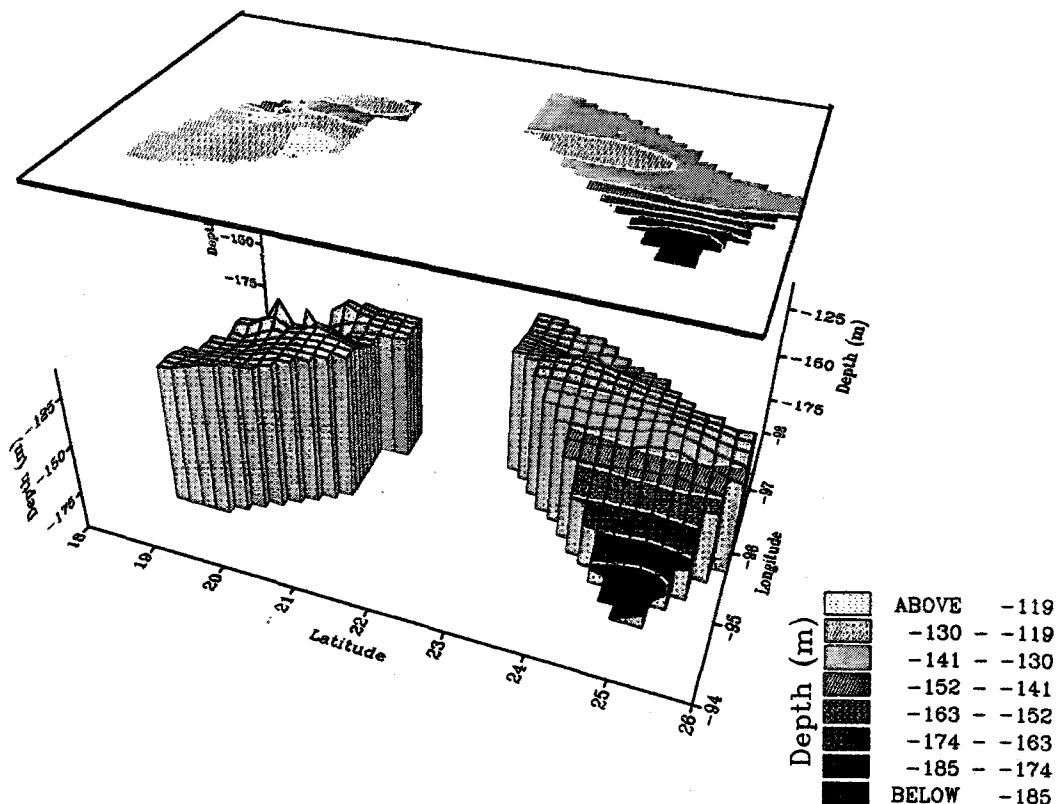 Depth
-150
-175
-125
-150
-175
Depth (m)
-125
-150
-175
Depth (m)
18
19
20
21
22
23
24
25
26
Latitude
-98
-97
-96
-95
-94
Longitude
Depth (m)
ABOVE -119
-130 - -119
-141 - -130
-152 - -141
-163 - -152
-174 - -163
-185 - -174
BELOW -185